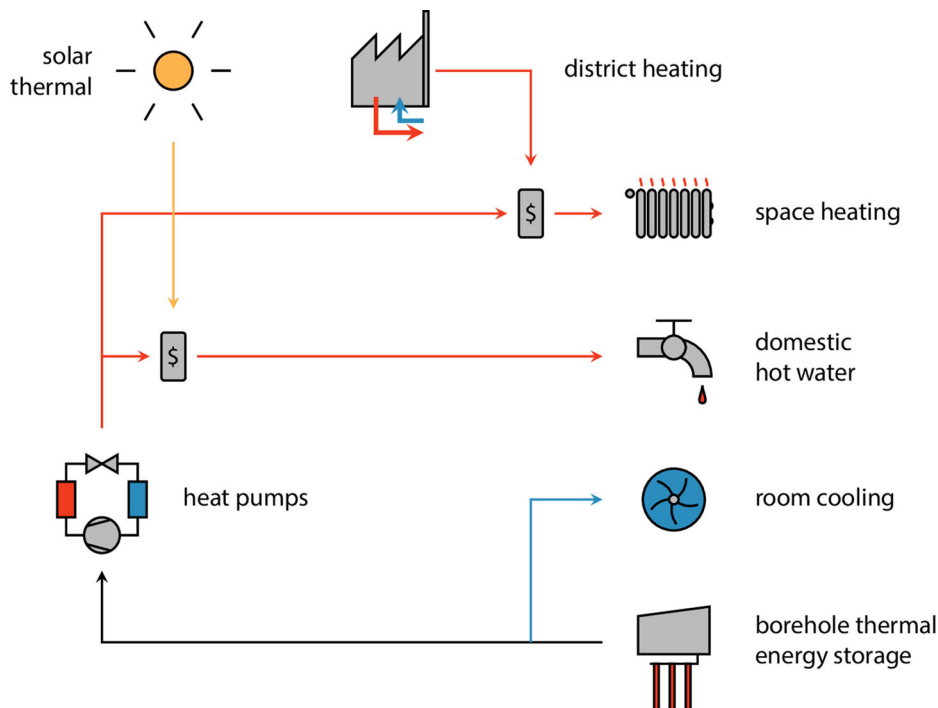 solar
thermal
district heating
$
space heating
$
domestic
hot water
heat pumps
room cooling
borehole thermal
energy storage